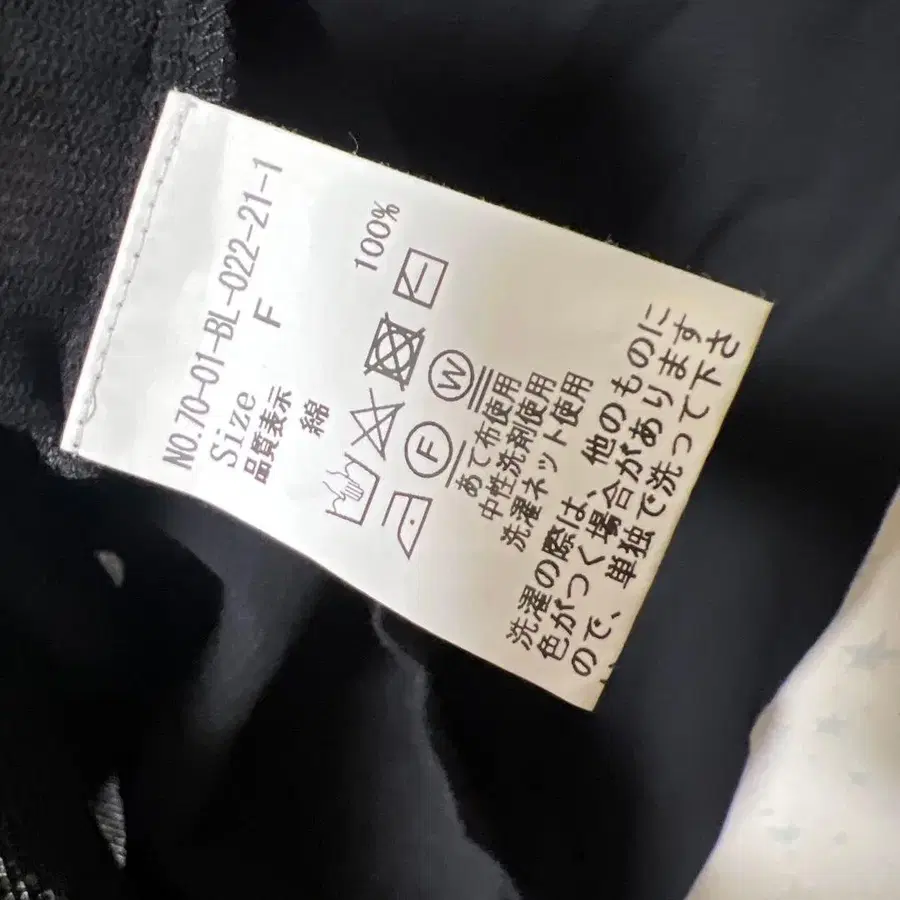 NO.70-01-BL-022-21-1
Size F
品質表示
綿 100%
F W
あて布使用
中性洗剤使用
洗濯ネット使用
洗濯の際は、他のものに
色がつく場合があります
ので、単独で洗って下さ